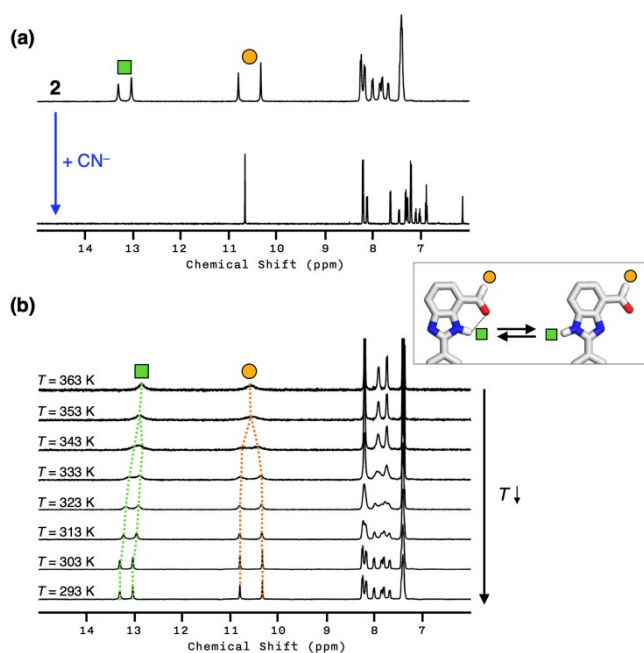 (a)
2
+ CN⁻
14 13 12 11 10 9 8 7
Chemical Shift (ppm)
(b)
T = 363 K
T = 353 K
T = 343 K
T = 333 K
T = 323 K
T = 313 K
T = 303 K
T = 293 K
T ↓
14 13 12 11 10 9 8 7
Chemical Shift (ppm)